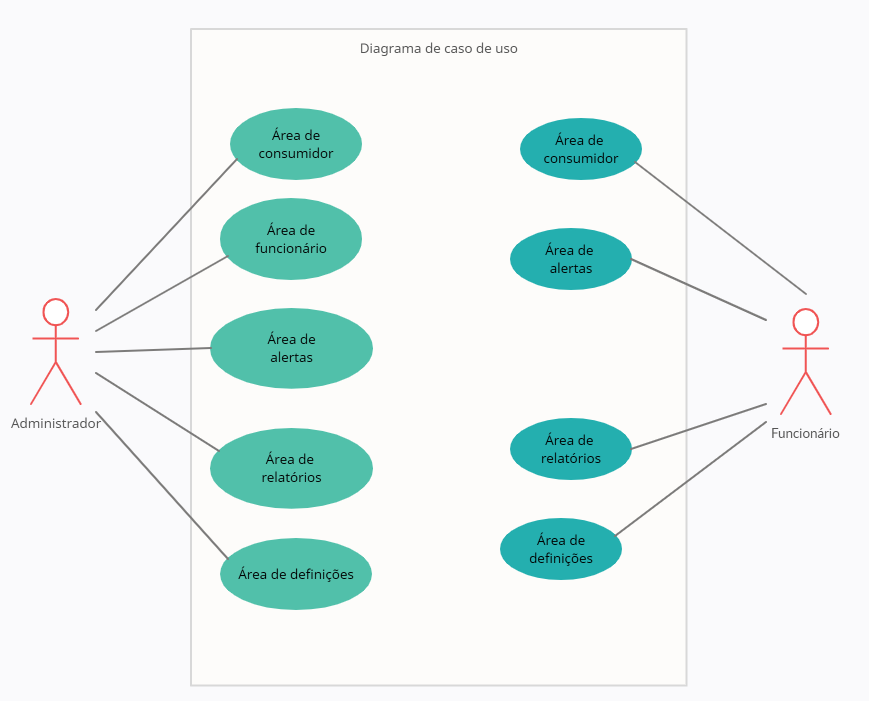 Diagrama de caso de uso
Área de
consumidor
Área de
funcionário
Área de
alertas
Área de
relatórios
Área de definições
Administrador
Área de
consumidor
Área de
alertas
Área de
relatórios
Área de
definições
Funcionário